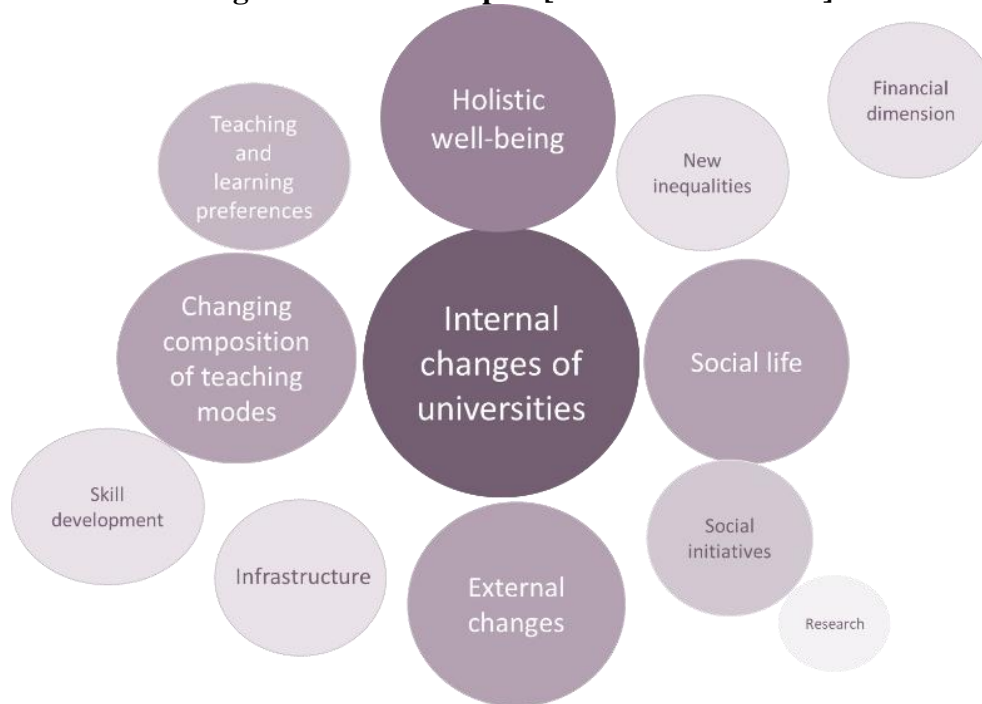 Holistic
well-being
Financial
dimension
Teaching
and
learning
preferences
New
inequalities
Changing
composition
of teaching
modes
Internal
changes of
universities
Social life
Skill
development
Infrastructure
External
changes
Social
initiatives
Research